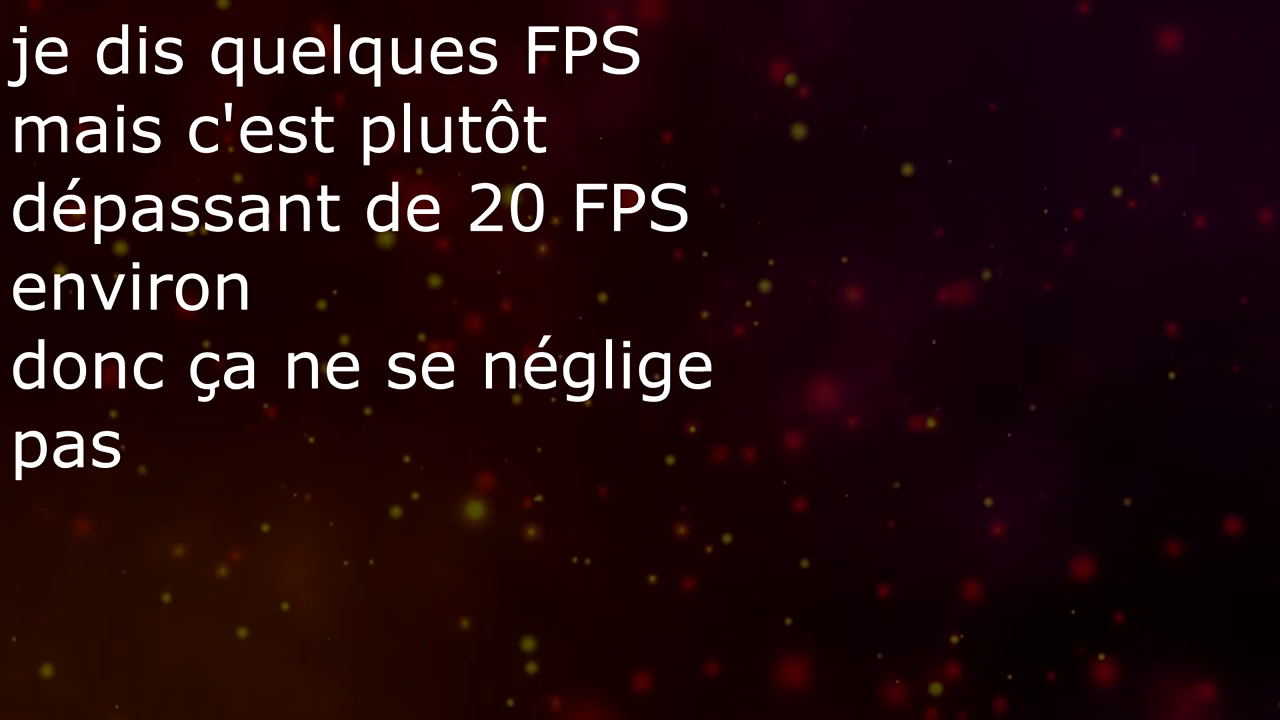 je dis quelques FPS
mais c'est plutôt
dépassant de 20 FPS
environ
donc ça ne se néglige
pas